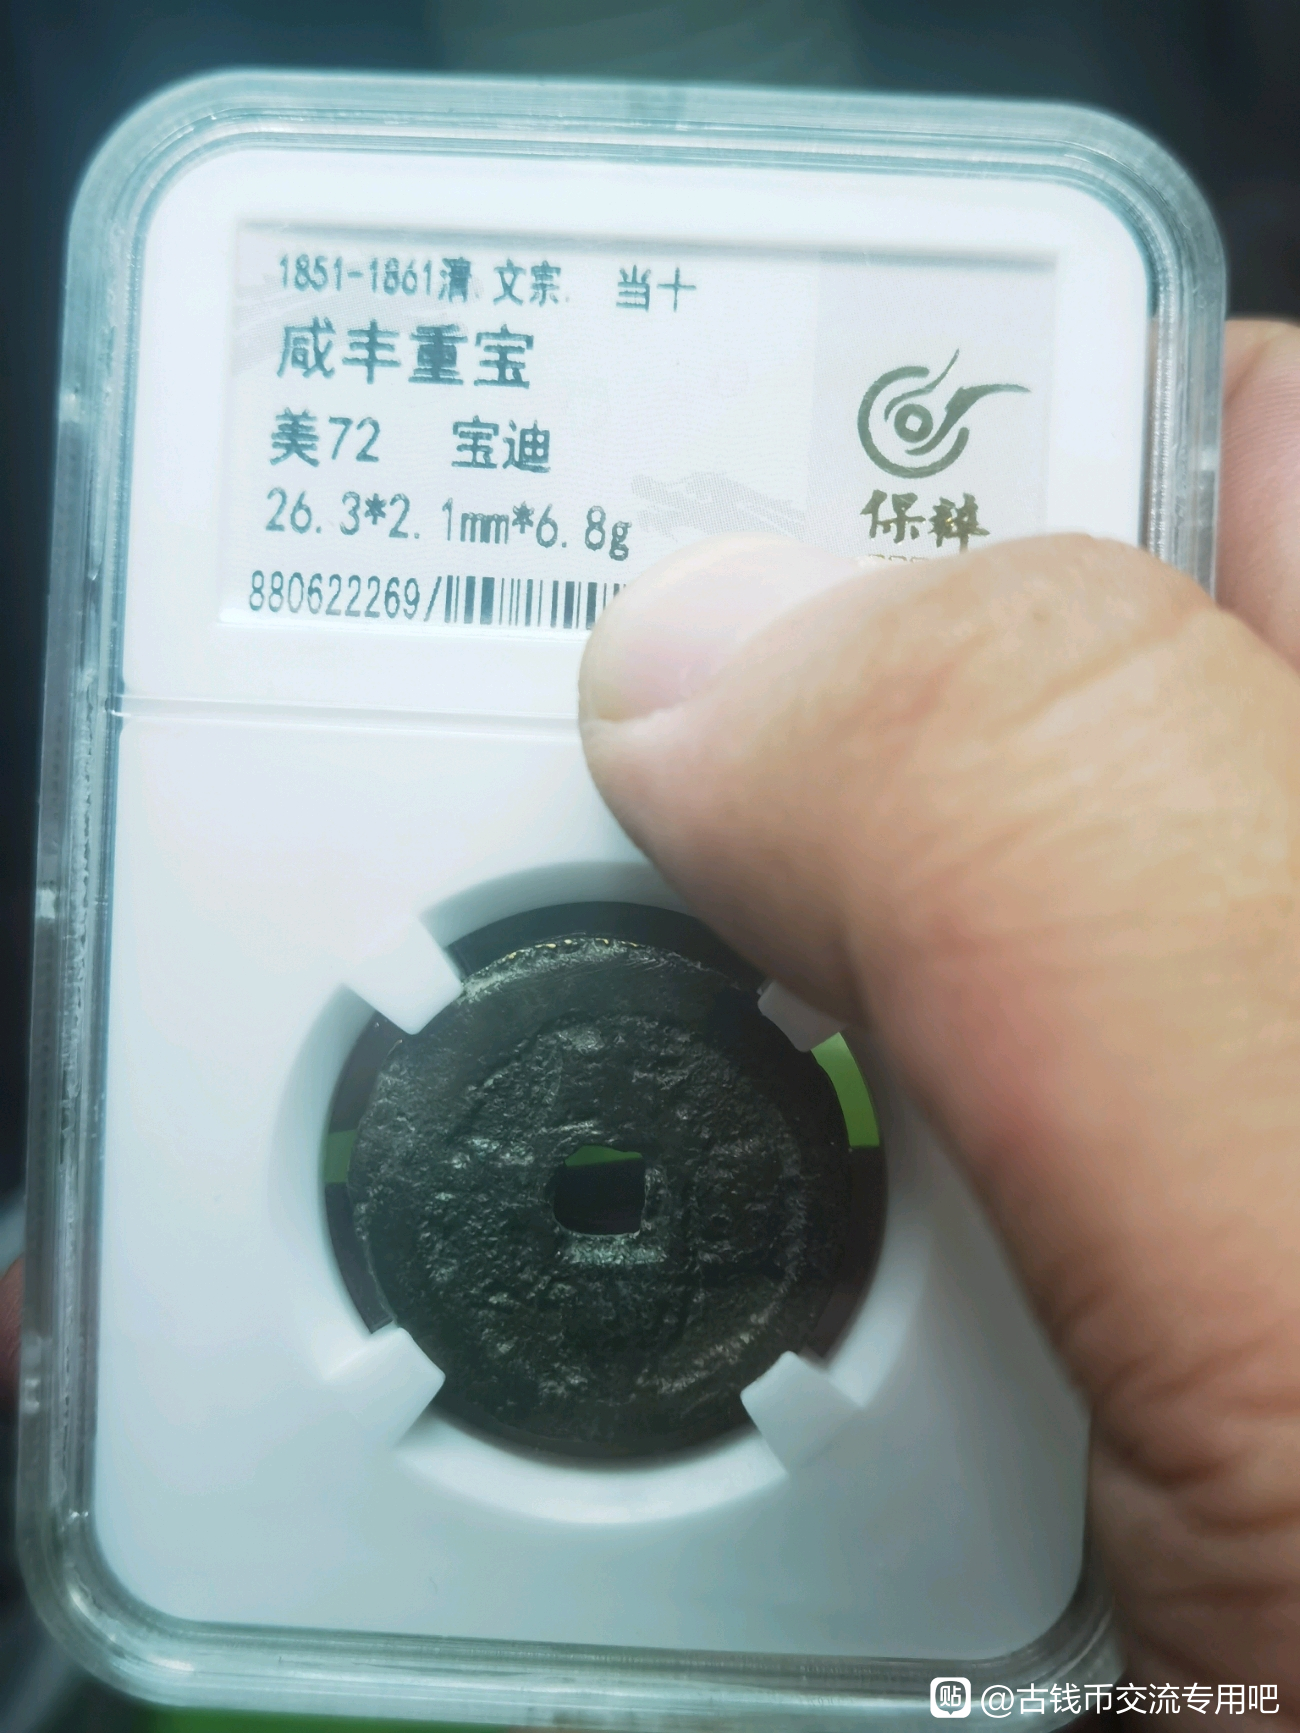 1851-1861清.文宗. 当十
咸丰重宝
美72 宝迪
26.3*2.1mm*6.8g
880622269/
保粹
贴 @古钱币交流专用吧